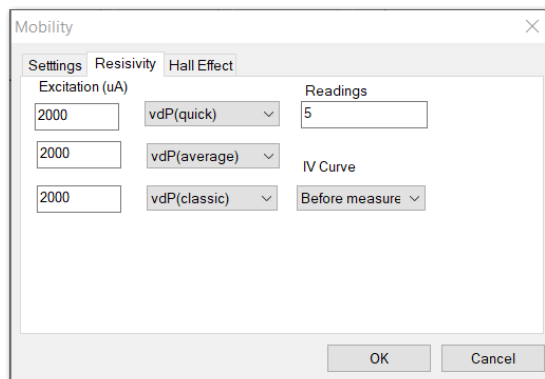 Mobility
Setttings Resisivity Hall Effect
Excitation (uA)
Readings
2000 vdP(quick) 5
2000 vdP(average)
IV Curve
2000 vdP(classic) Before measure
OK Cancel